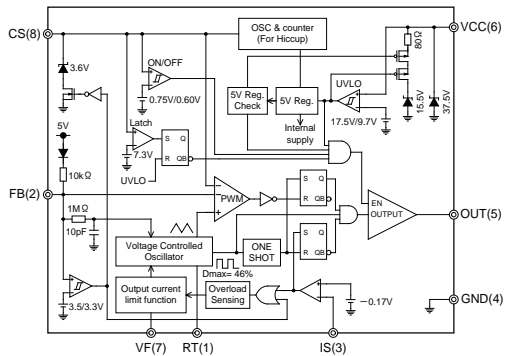 CS(8)
OSC & counter
(For Hiccup)
VCC(6)
80Ω
3.6V
ON/OFF
5V Reg.
Check
5V Reg.
UVLO
15.5V
37.5V
0.75V/0.60V
17.5V/9.7V
Internal
supply
5V
Latch
S Q
R QB
7.3V
UVLO
10kΩ
FB(2)
PWM
S Q
R QB
EN
OUTPUT
OUT(5)
1MΩ
10pF
Voltage Controlled
Oscillator
ONE
SHOT
S Q
R QB
Dmax= 46%
Output current
limit function
Overload
Sensing
3.5/3.3V
−0.17V
GND(4)
VF(7)
RT(1)
IS(3)